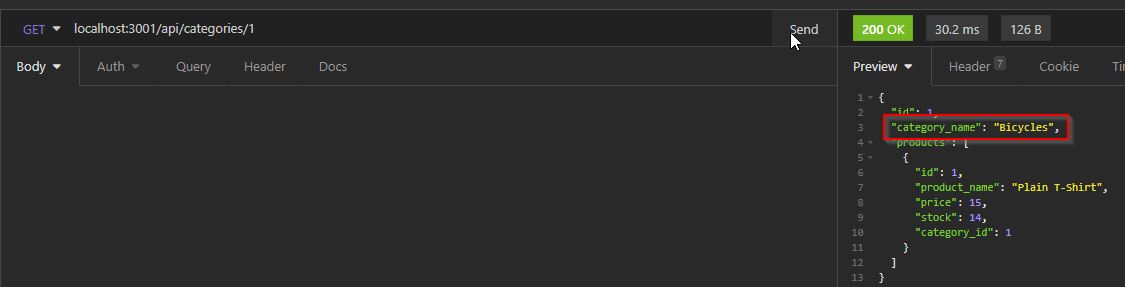 GET localhost:3001/api/categories/1 Send 200 OK 30.2 ms 126 B
Body Auth Query Header Docs Preview Header 7 Cookie
1 {
2 "id": 1,
3 "category_name": "Bicycles",
4 "products": [
5 {
6 "id": 1,
7 "product_name": "Plain T-Shirt",
8 "price": 15,
9 "stock": 14,
10 "category_id": 1
11 }
12 ]
13 }